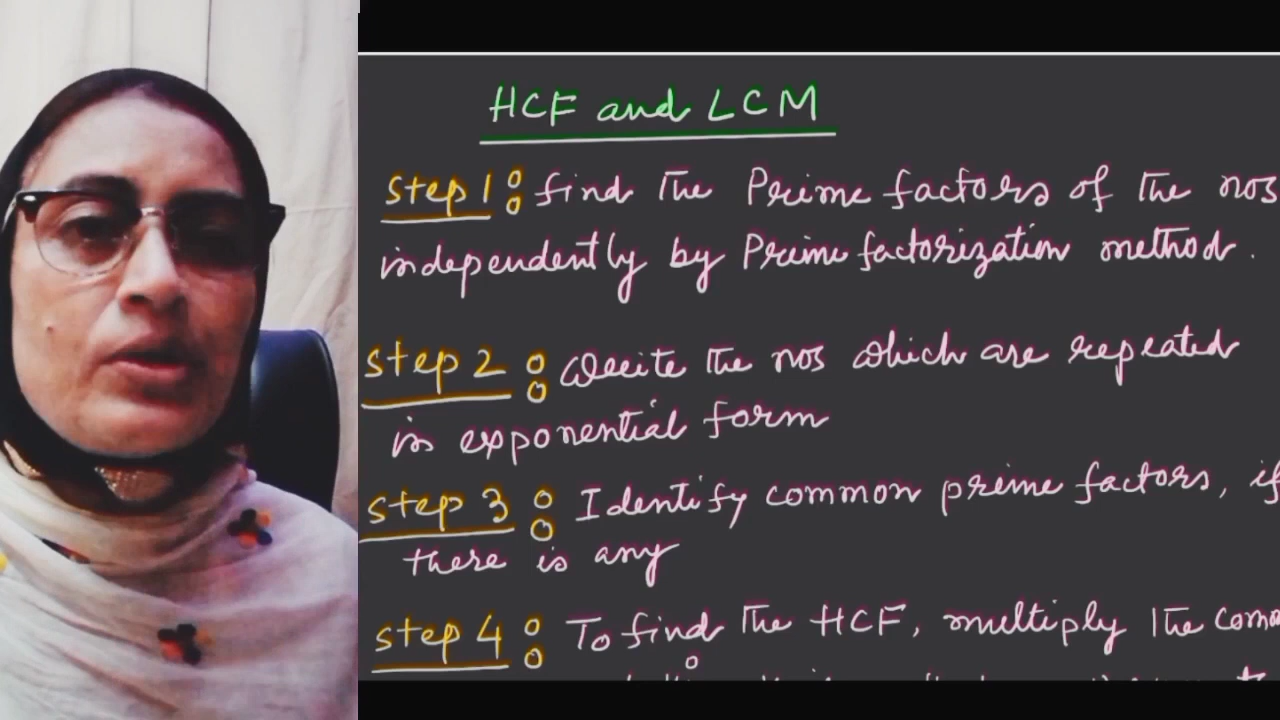 HCF and LCM
Step 1: find the Prime factors of the nos
independently by Prime factorization method.
Step 2: Write the nos which are repeated
in exponential form
Step 3: Identify common prime factors, if
there is any
Step 4: To find the HCF, multiply the